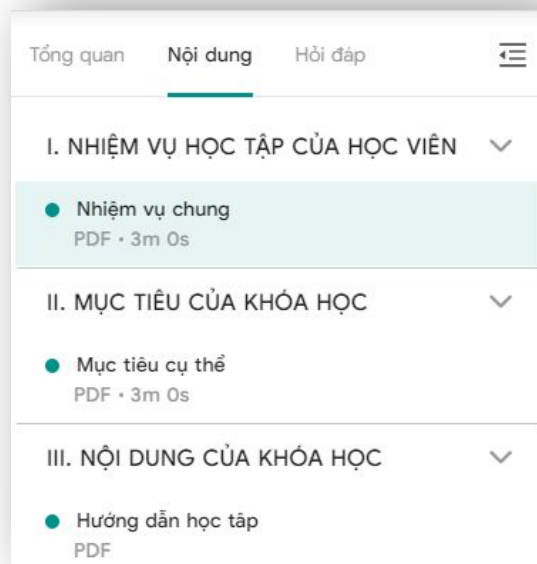 Tổng quan Nội dung Hỏi đáp
I. NHIỆM VỤ HỌC TẬP CỦA HỌC VIÊN
Nhiệm vụ chung
PDF • 3m 0s
II. MỤC TIÊU CỦA KHÓA HỌC
Mục tiêu cụ thể
PDF • 3m 0s
III. NỘI DUNG CỦA KHÓA HỌC
Hướng dẫn học tâp
PDF